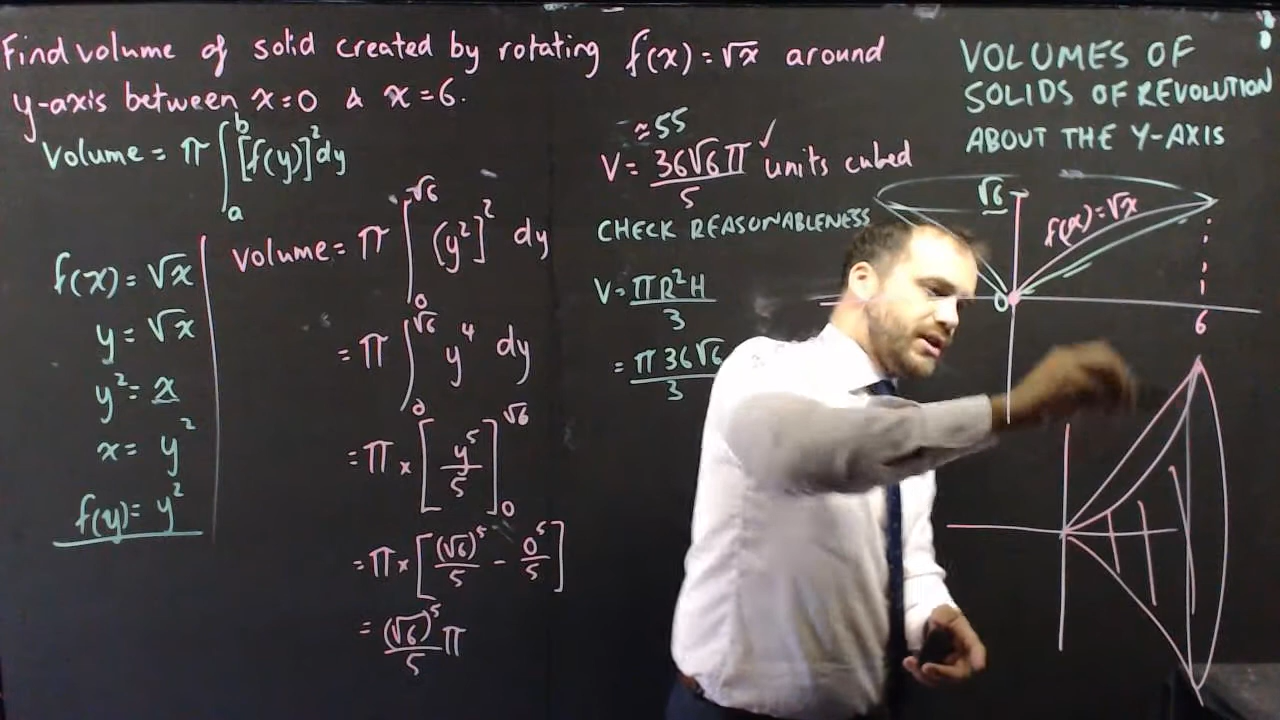 Find volume of solid created by rotating f(x) = √x around
y-axis between x=0 & x=6.
Volume = π ∫ₐᵇ [f(y)]² dy
f(x) = √x
y = √x
y² = x
x = y²
f(y) = y²
Volume = π ∫₀^√6 (y²]² dy
= π ∫₀^√6 y⁴ dy
= π × [y⁵/5]₀^√6
= π × [(√6)⁵/5 - 0⁵/5]
= (√6)⁵/5 π
≈ 55
V = 36√6π/5 ✓ units cubed
CHECK REASONABLENESS
V = πR²H/3
= π 36√6/3
VOLUMES OF
SOLIDS OF REVOLUTION
ABOUT THE Y-AXIS
√6
f(x) = √x
0
6